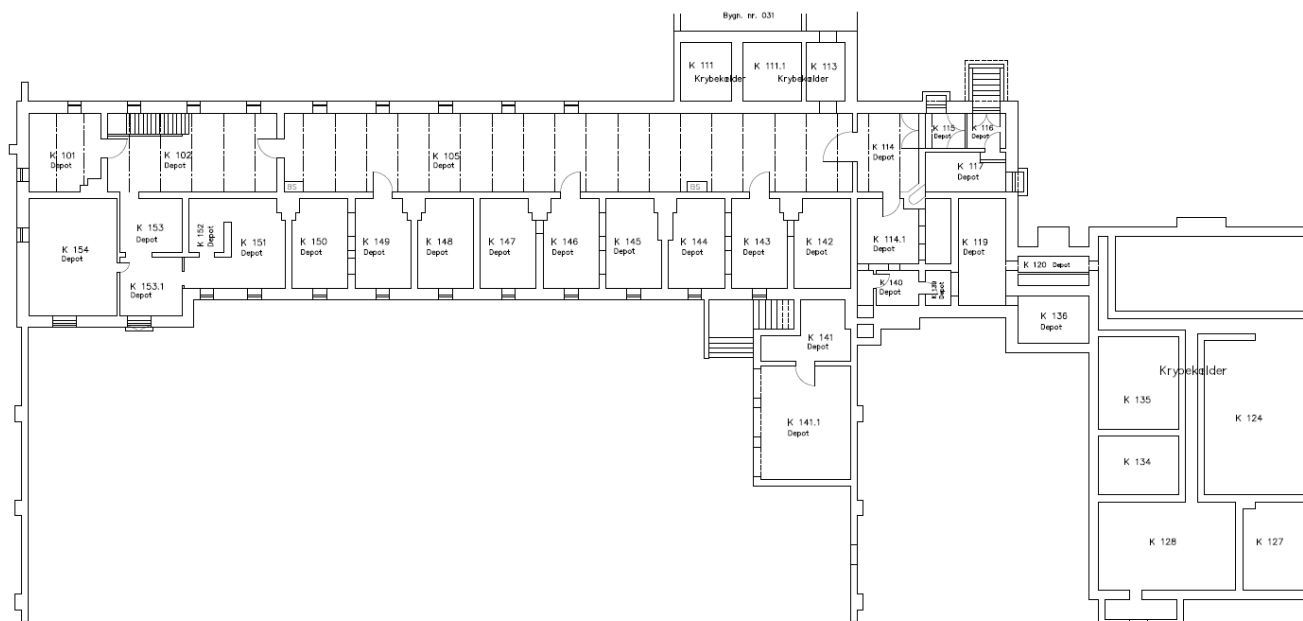 Bygn. nr. 031
K 111
Krybekælder
K 111.1
Krybekælder
K 113
K 101
Depot
K 102
Depot
K 105
Depot
K 114
Depot
K 115
Depot
K 116
Depot
K 117
Depot
BS
BS
K 154
Depot
K 153
Depot
K 152
Depot
K 151
Depot
K 150
Depot
K 149
Depot
K 148
Depot
K 147
Depot
K 146
Depot
K 145
Depot
K 144
Depot
K 143
Depot
K 142
Depot
K 114.1
Depot
K 119
Depot
K 120 Depot
K 153.1
Depot
K 140
Depot
K 139
Depot
K 136
Depot
K 141
Depot
K 141.1
Depot
Krybekælder
K 135
K 124
K 134
K 128
K 127